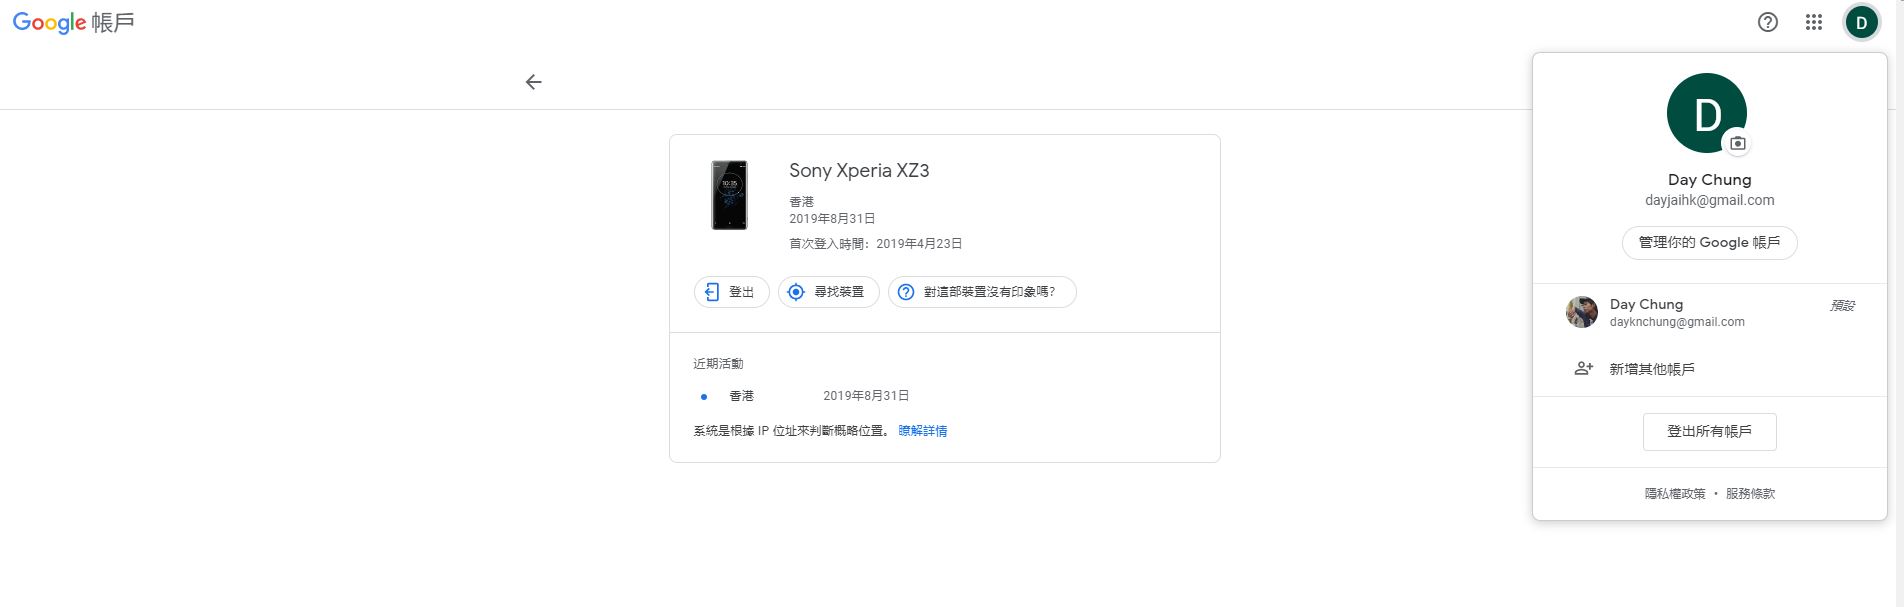 Google 帳戶
D
Sony Xperia XZ3
香港
2019年8月31日
首次登入時間：2019年4月23日
登出
尋找裝置
對這部裝置沒有印象嗎？
近期活動
香港 2019年8月31日
系統是根據 IP 位址來判斷概略位置。 瞭解詳情
D
Day Chung
dayjaihk@gmail.com
管理你的 Google 帳戶
Day Chung 預設
dayknchung@gmail.com
新增其他帳戶
登出所有帳戶
隱私權政策 • 服務條款